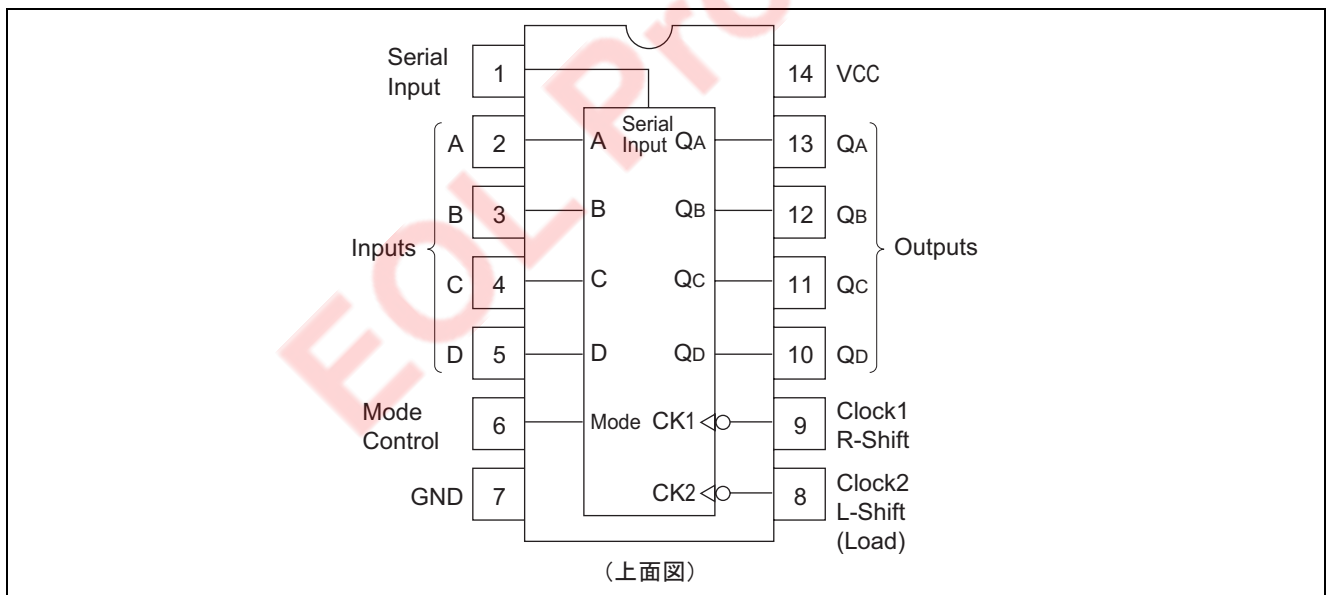 EOL Pro
Serial
Input
1
14 VCC
Serial
Input
A 2 A QA 13 QA
B 3 B QB 12 QB
Inputs
Outputs
C 4 C QC 11 QC
D 5 D QD 10 QD
Mode
Control
6 Mode CK1 9
Clock1
R-Shift
GND 7 CK2 8
Clock2
L-Shift
(Load)
(上面図)